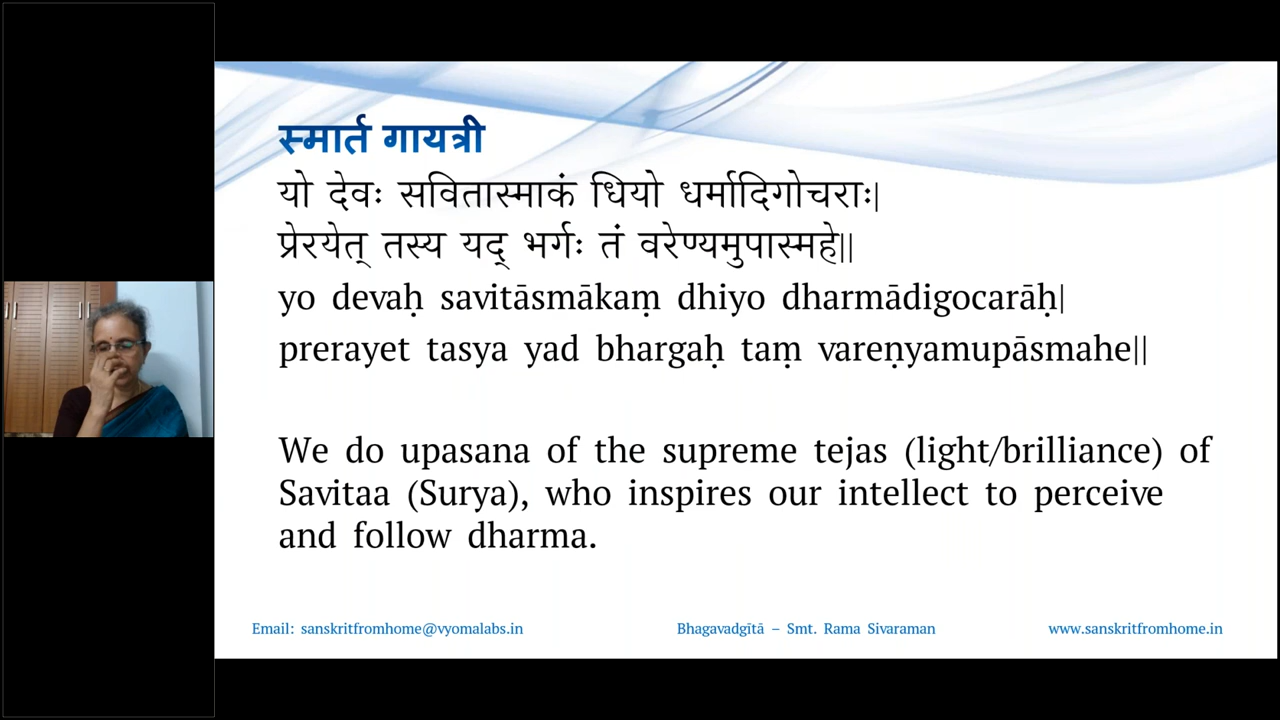 स्मार्त गायत्री
यो देवः सवितास्माकं धियो धर्मादिगोचराः|
प्रेरयेत् तस्य यद् भर्गः तं वरेण्यमुपास्महे||
yo devaḥ savitāsmākaṃ dhiyo dharmādigocarāḥ|
prerayet tasya yad bhargaḥ taṃ vareṇyamupāsmahe||
We do upasana of the supreme tejas (light/brilliance) of
Savitaa (Surya), who inspires our intellect to perceive
and follow dharma.
Email: sanskritfromhome@vyomalabs.in
Bhagavadgītā – Smt. Rama Sivaraman
www.sanskritfromhome.in